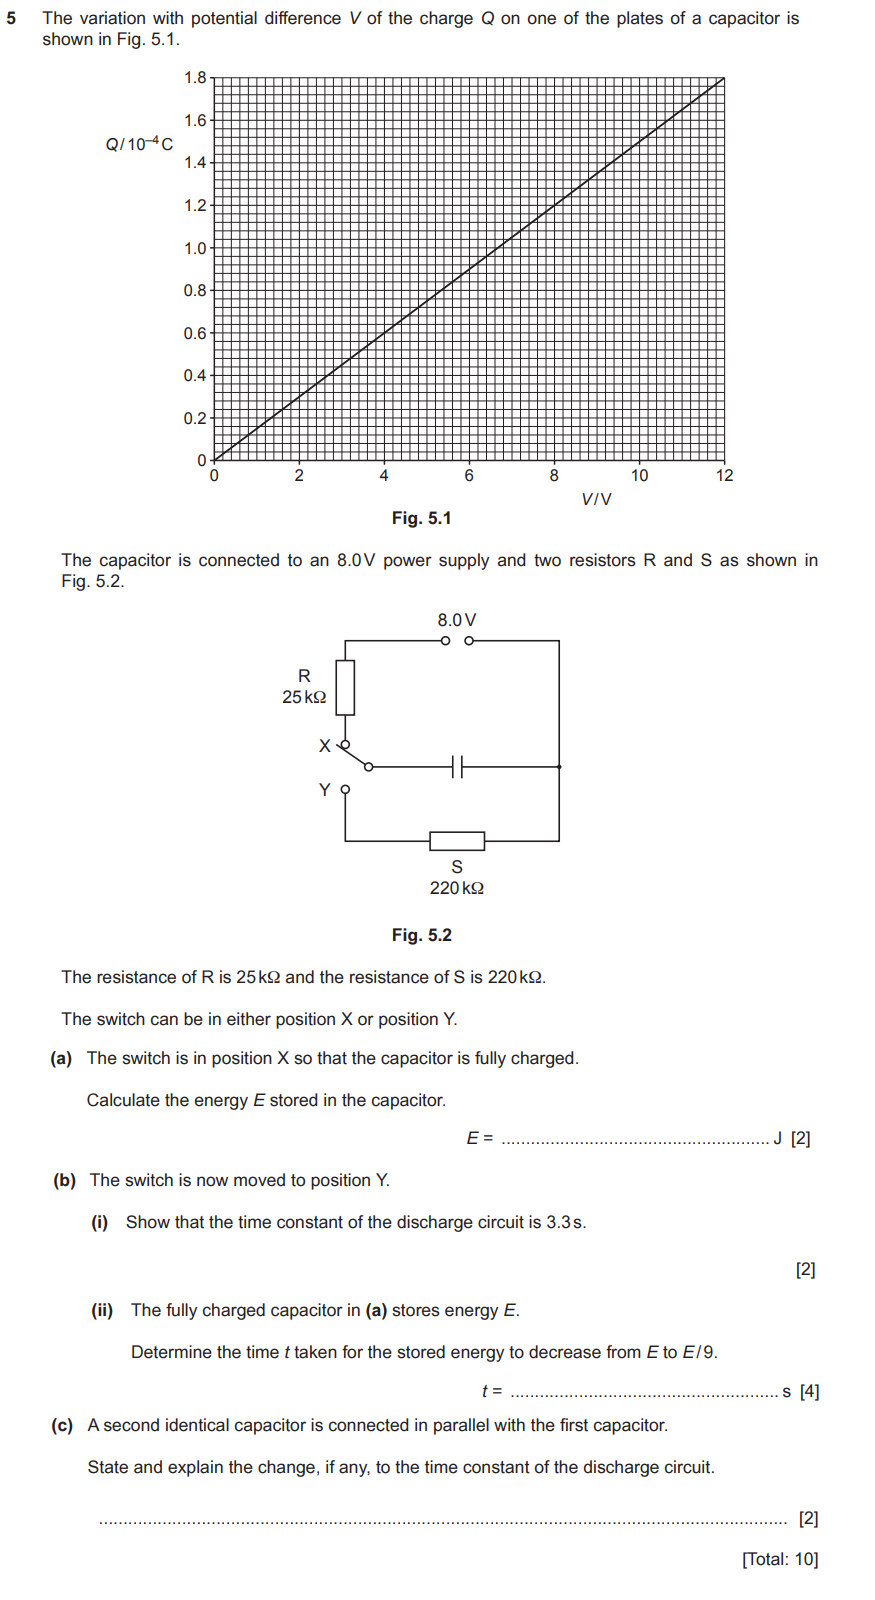 5 The variation with potential difference V of the charge Q on one of the plates of a capacitor is
shown in Fig. 5.1.
1.8
1.6
Q/10⁻⁴C
1.4
1.2
1.0
0.8
0.6
0.4
0.2
0
0 2 4 6 8 10 12
V/V
Fig. 5.1
The capacitor is connected to an 8.0V power supply and two resistors R and S as shown in
Fig. 5.2.
8.0V
R
25kΩ
X
Y
S
220kΩ
Fig. 5.2
The resistance of R is 25kΩ and the resistance of S is 220kΩ.
The switch can be in either position X or position Y.
(a) The switch is in position X so that the capacitor is fully charged.
Calculate the energy E stored in the capacitor.
E = ....................................................... J [2]
(b) The switch is now moved to position Y.
(i) Show that the time constant of the discharge circuit is 3.3s.
[2]
(ii) The fully charged capacitor in (a) stores energy E.
Determine the time t taken for the stored energy to decrease from E to E/9.
t = ....................................................... s [4]
(c) A second identical capacitor is connected in parallel with the first capacitor.
State and explain the change, if any, to the time constant of the discharge circuit.
............................................................................................................................................. [2]
[Total: 10]